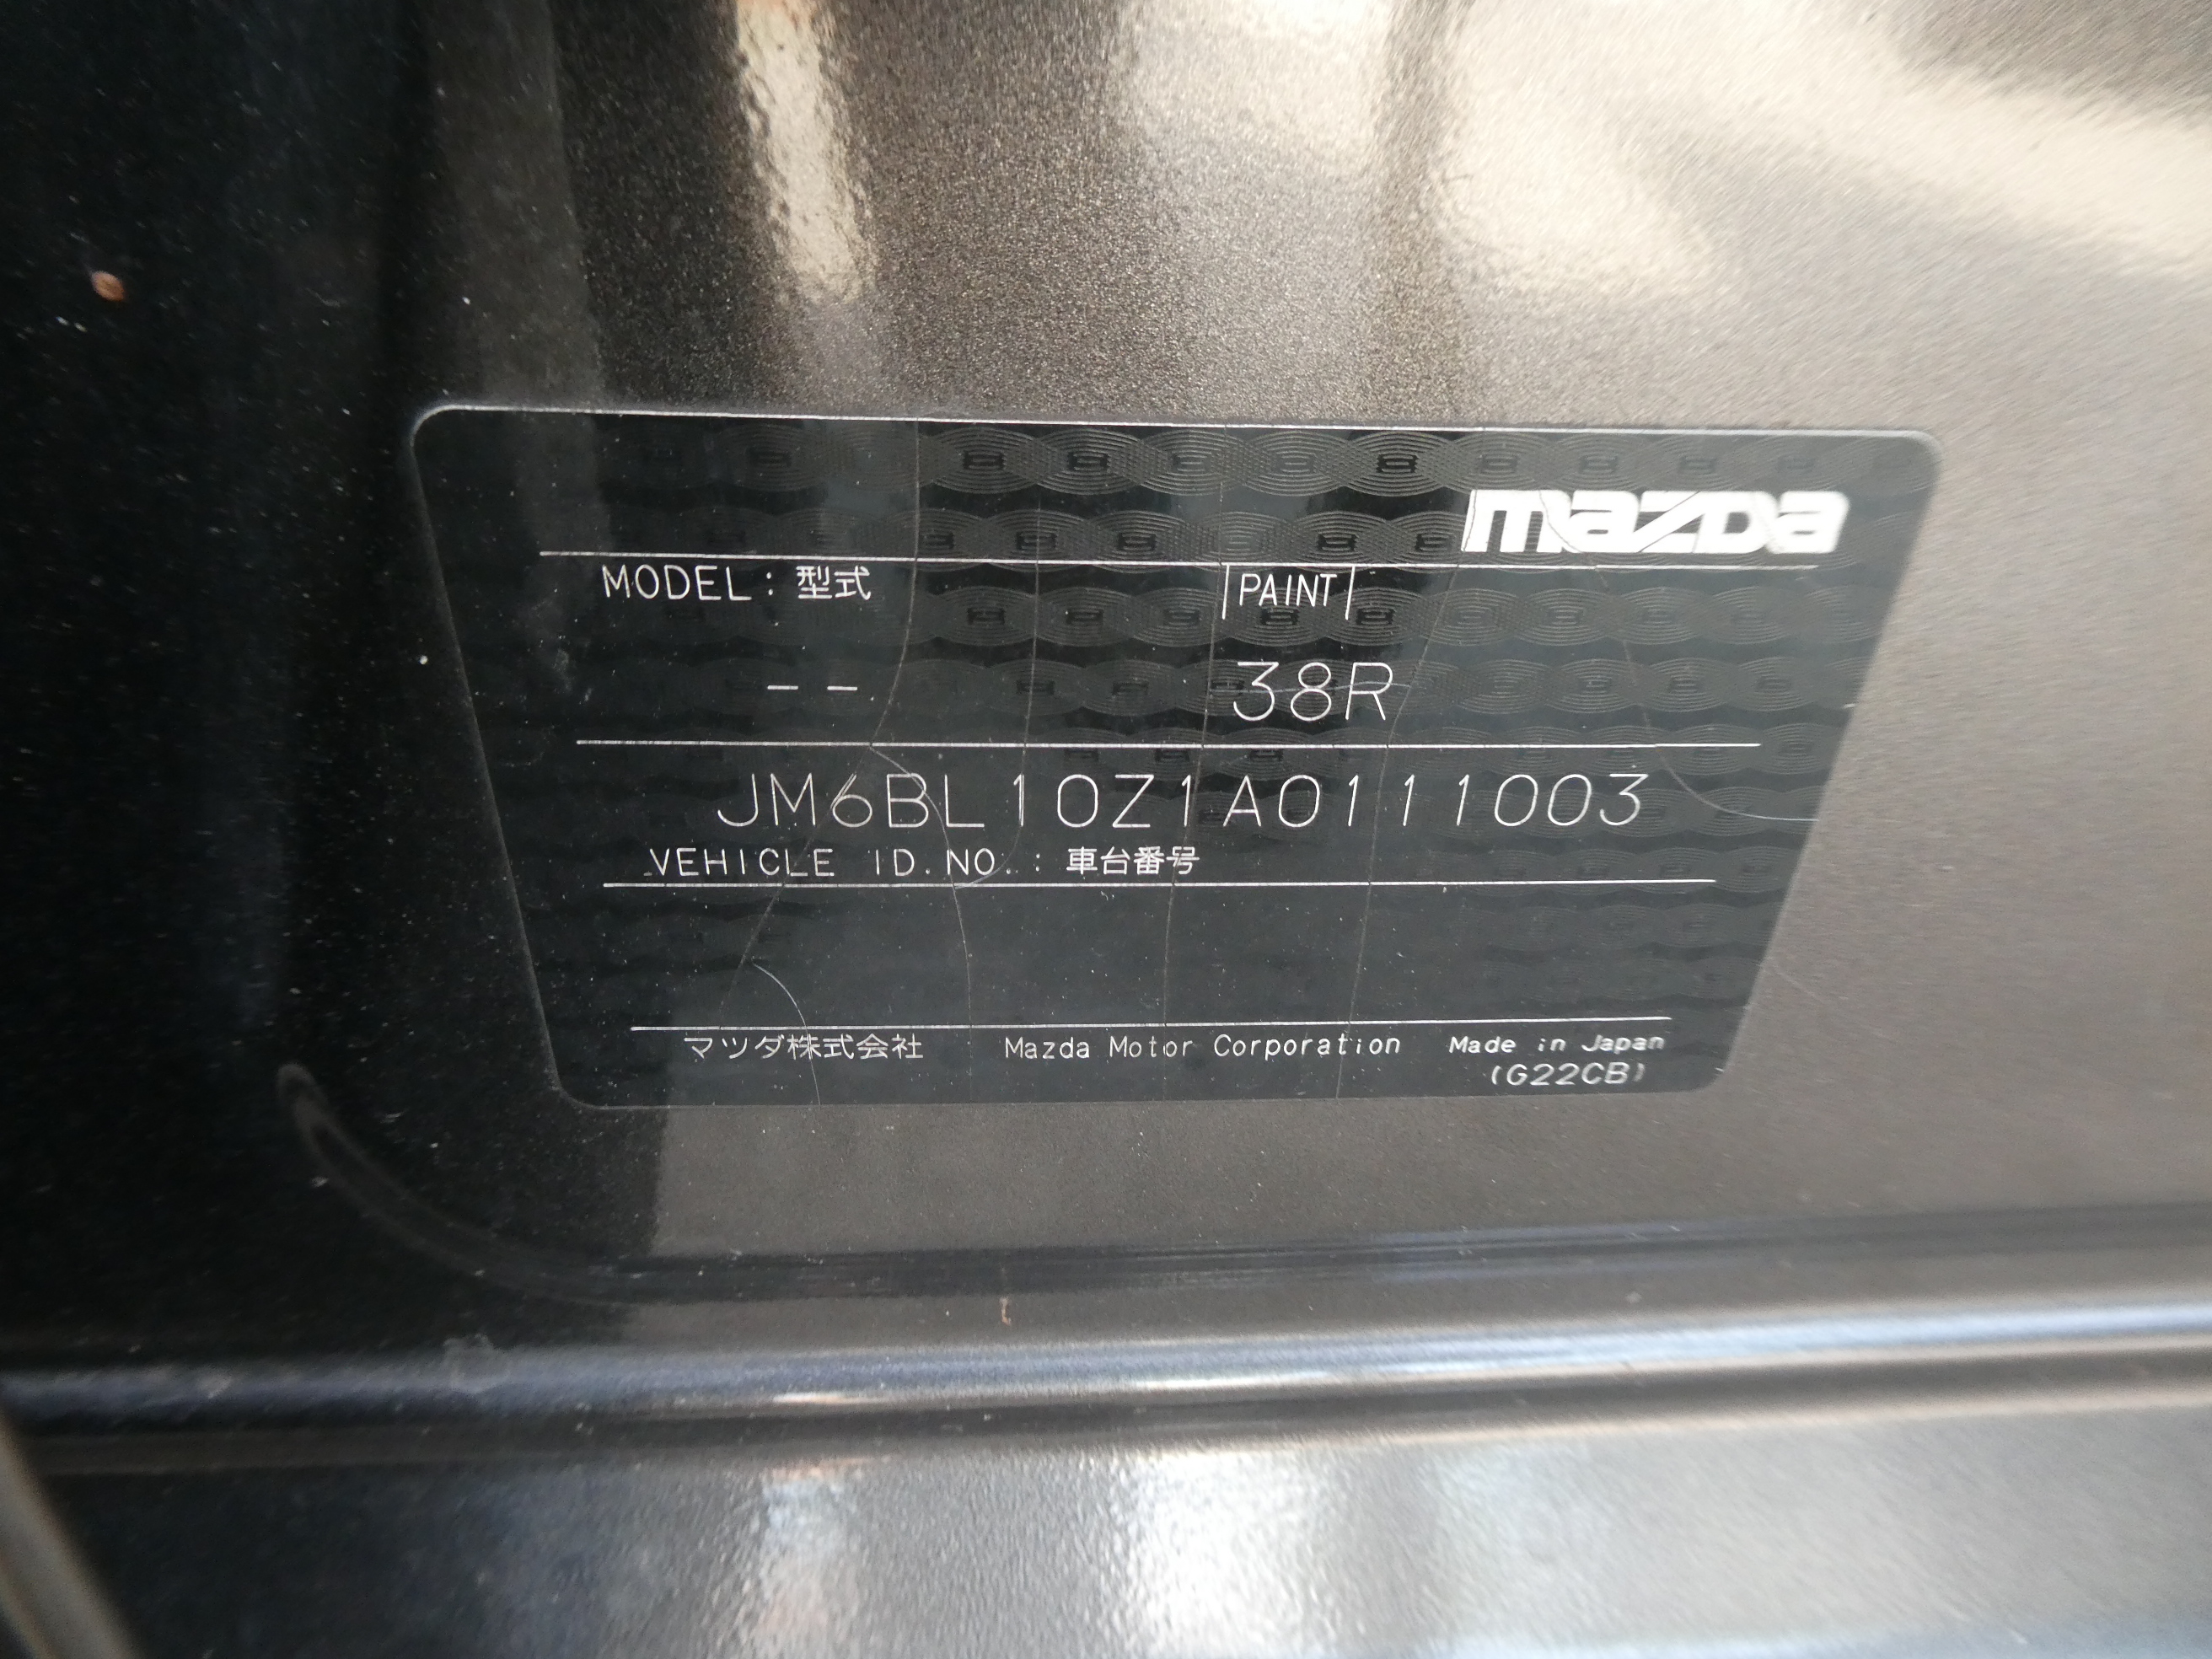 mazda
MODEL : 型式 PAINT
-- 38R
JM6BL10Z1A0111003
VEHICLE ID.NO. : 車台番号
マツダ株式会社 Mazda Motor Corporation Made in Japan
(G22CB)